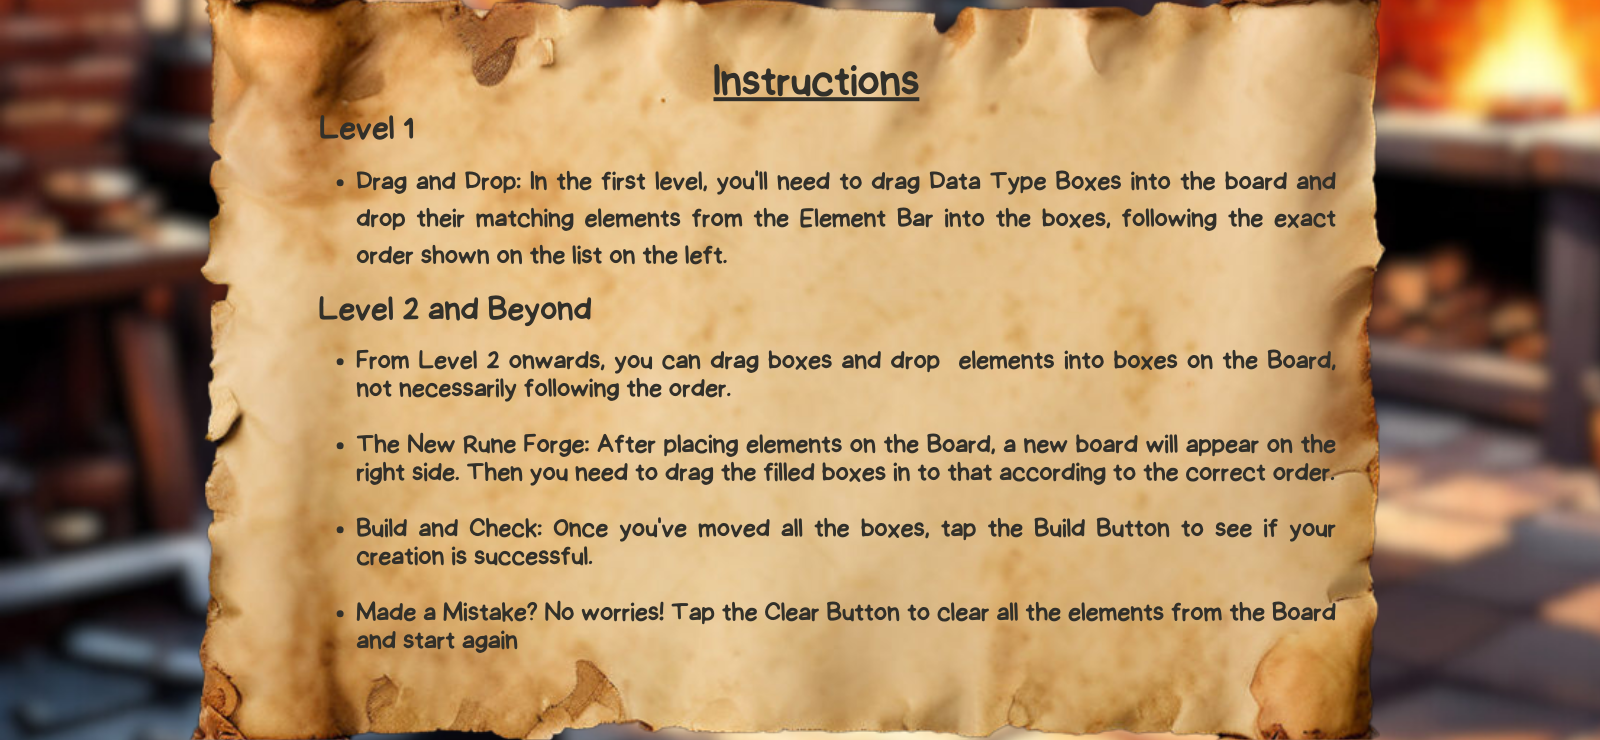 Instructions
Level 1
• Drag and Drop: In the first level, you'll need to drag Data Type Boxes into the board and
drop their matching elements from the Element Bar into the boxes, following the exact
order shown on the list on the left.
Level 2 and Beyond
• From Level 2 onwards, you can drag boxes and drop  elements into boxes on the Board,
not necessarily following the order.
• The New Rune Forge: After placing elements on the Board, a new board will appear on the
right side. Then you need to drag the filled boxes in to that according to the correct order.
• Build and Check: Once you've moved all the boxes, tap the Build Button to see if your
creation is successful.
• Made a Mistake? No worries! Tap the Clear Button to clear all the elements from the Board
and start again